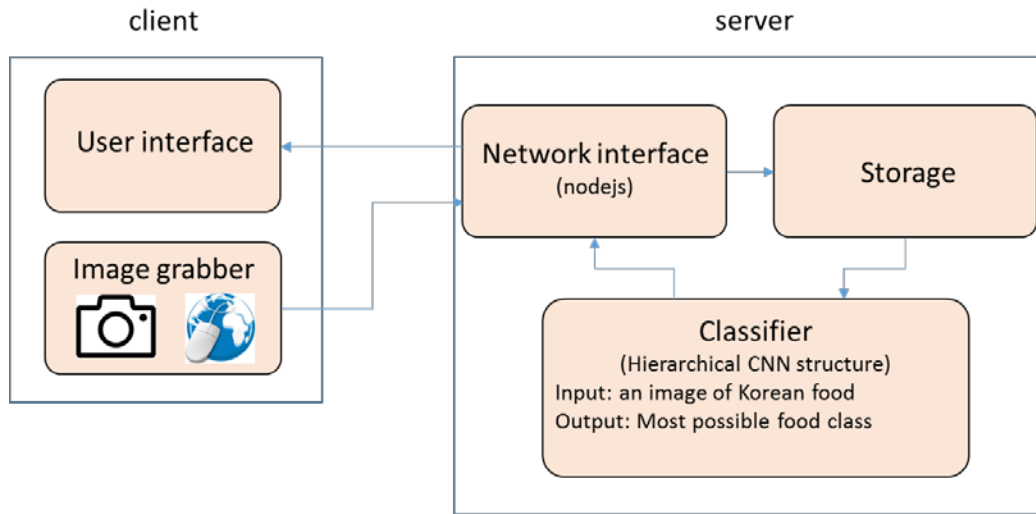 client
User interface
Image grabber
server
Network interface
(nodejs)
Storage
Classifier
(Hierarchical CNN structure)
Input: an image of Korean food
Output: Most possible food class